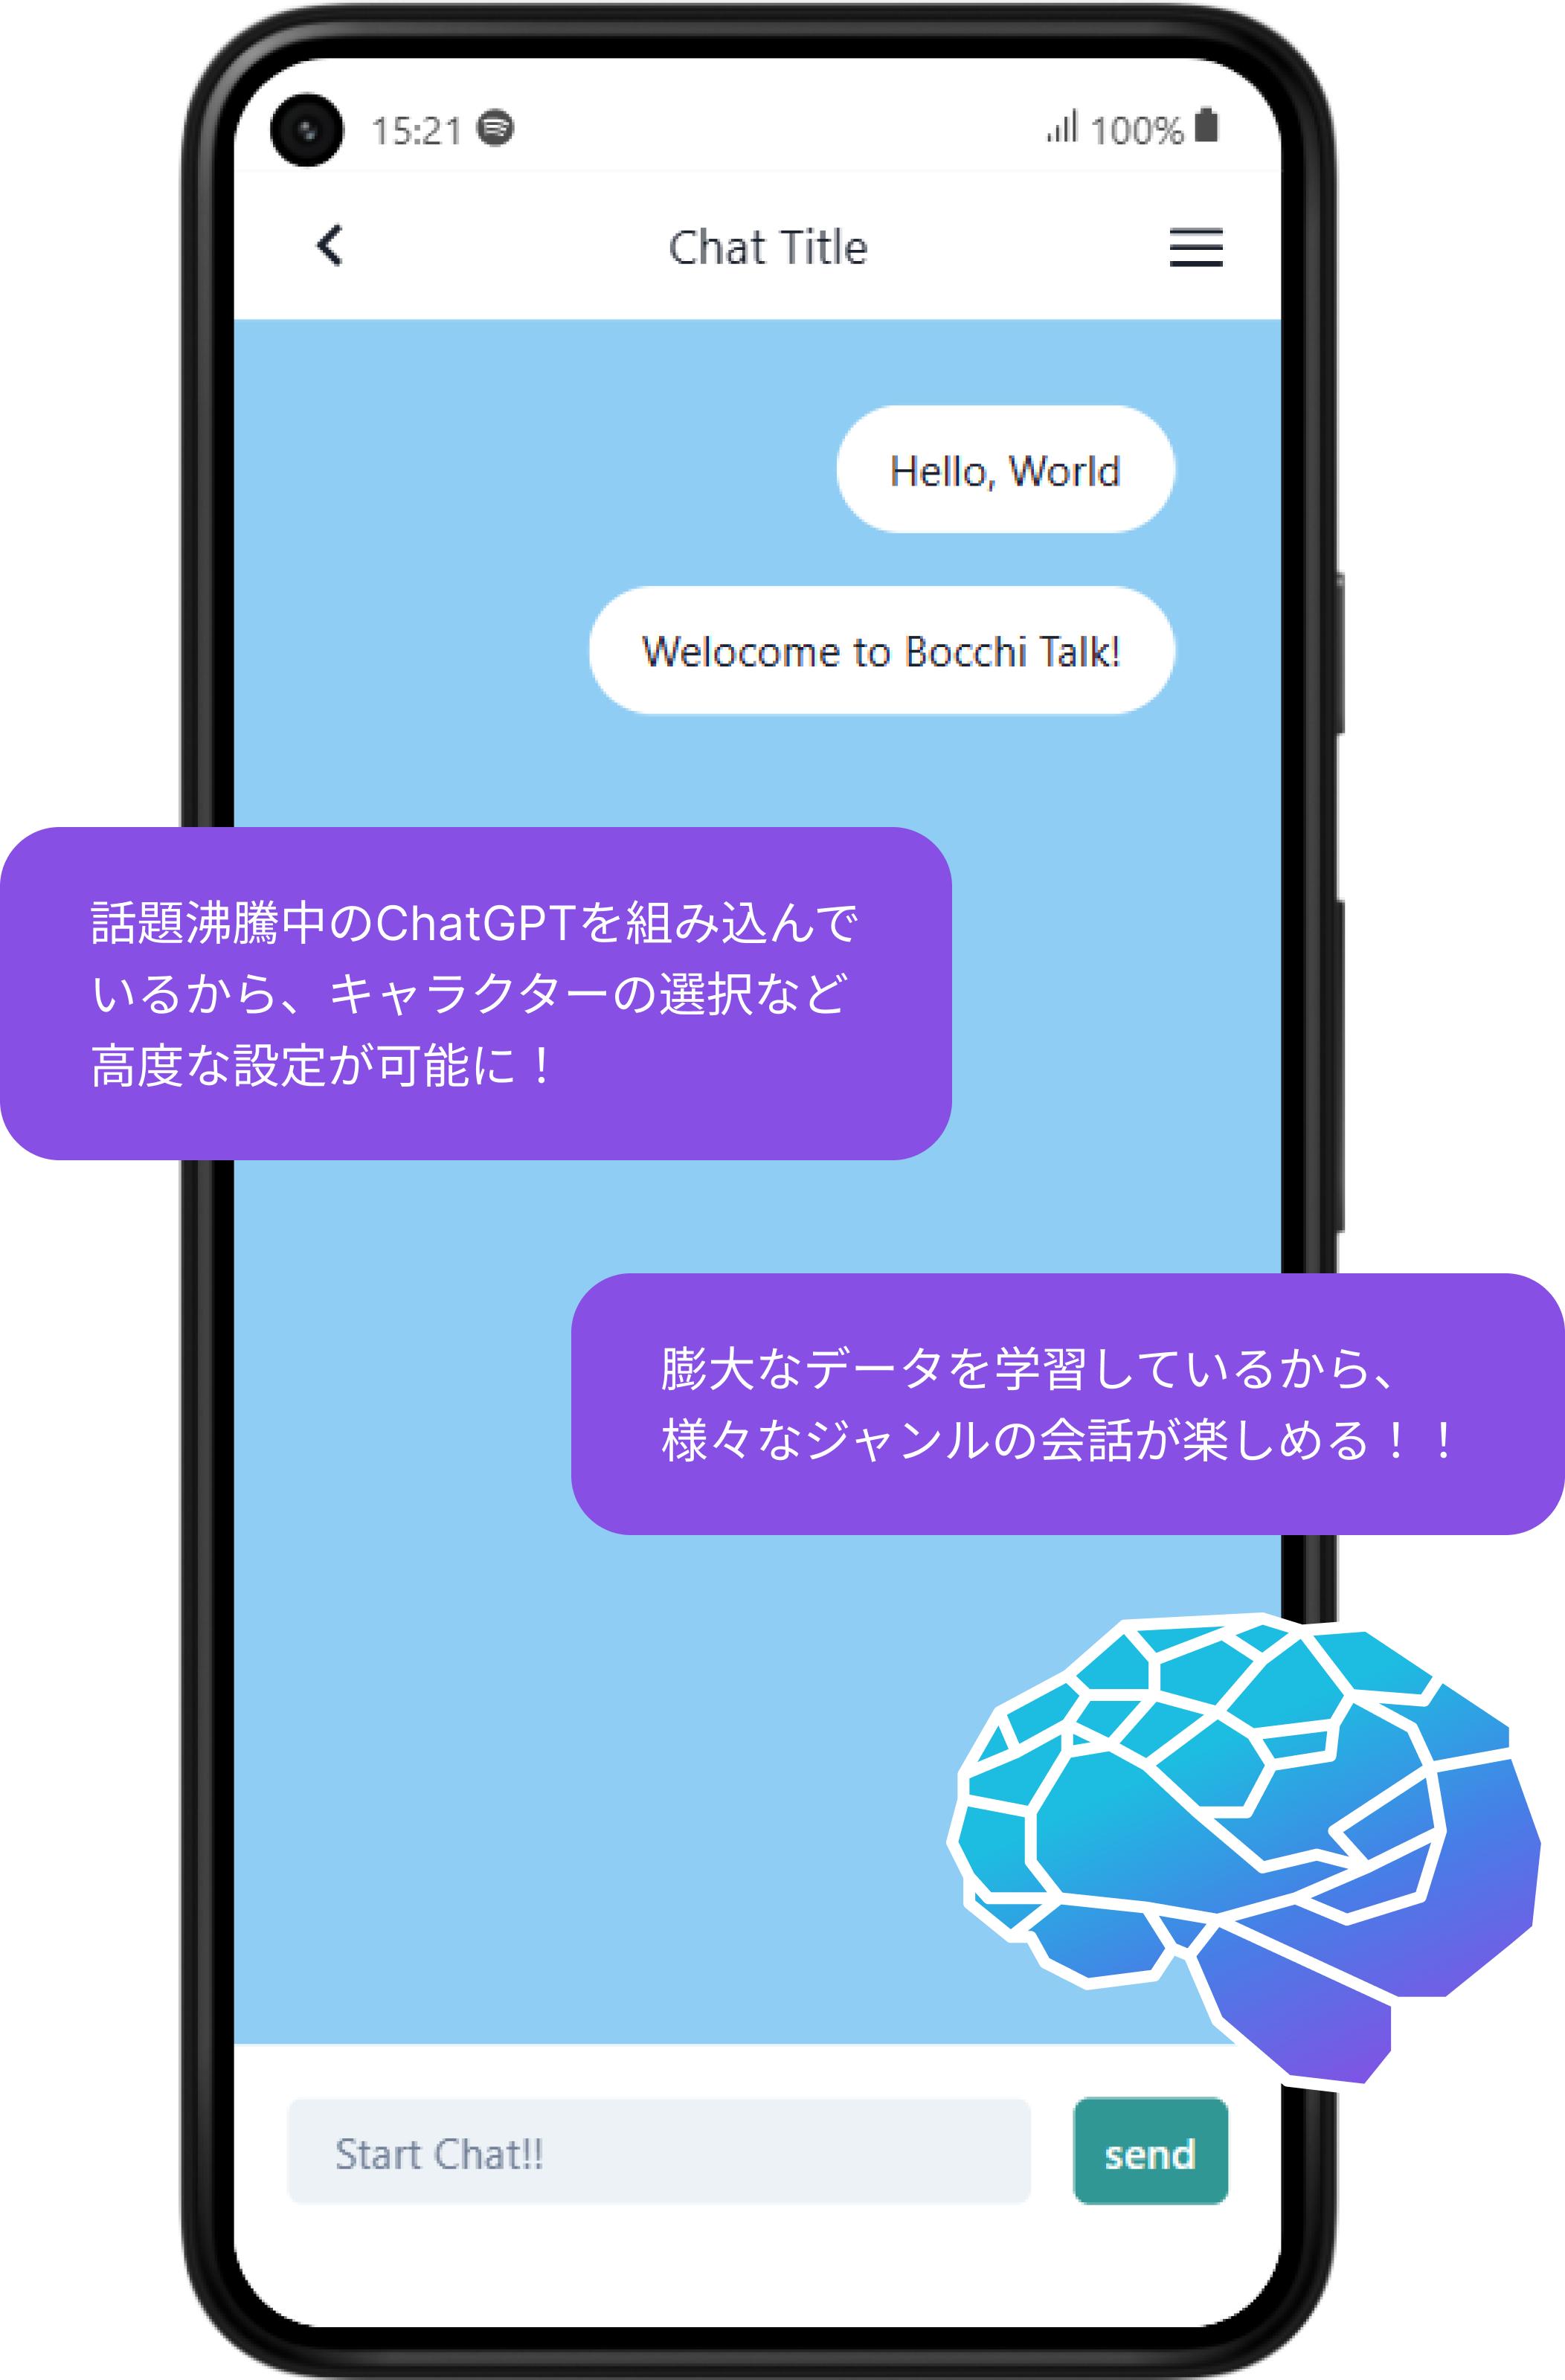 15:21
100%
Chat Title
Hello, World
Welocome to Bocchi Talk!
話題沸騰中のChatGPTを組み込んで
いるから、キャラクターの選択など
高度な設定が可能に！
膨大なデータを学習しているから、
様々なジャンルの会話が楽しめる！！
Start Chat!!
send